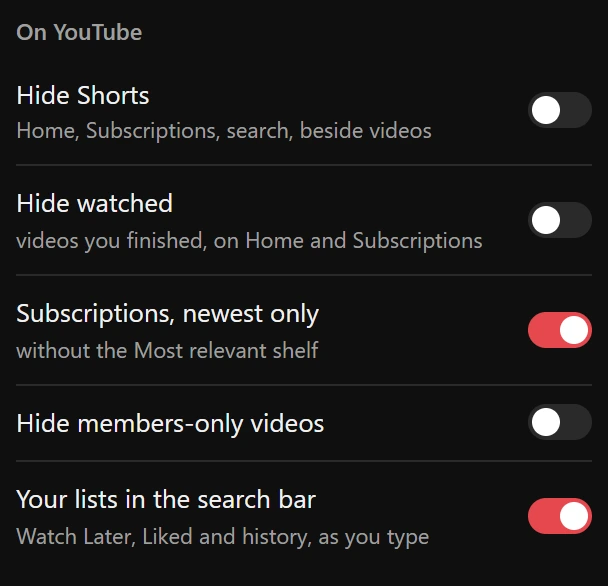 On YouTube
Hide Shorts
Home, Subscriptions, search, beside videos
Hide watched
videos you finished, on Home and Subscriptions
Subscriptions, newest only
without the Most relevant shelf
Hide members-only videos
Your lists in the search bar
Watch Later, Liked and history, as you type